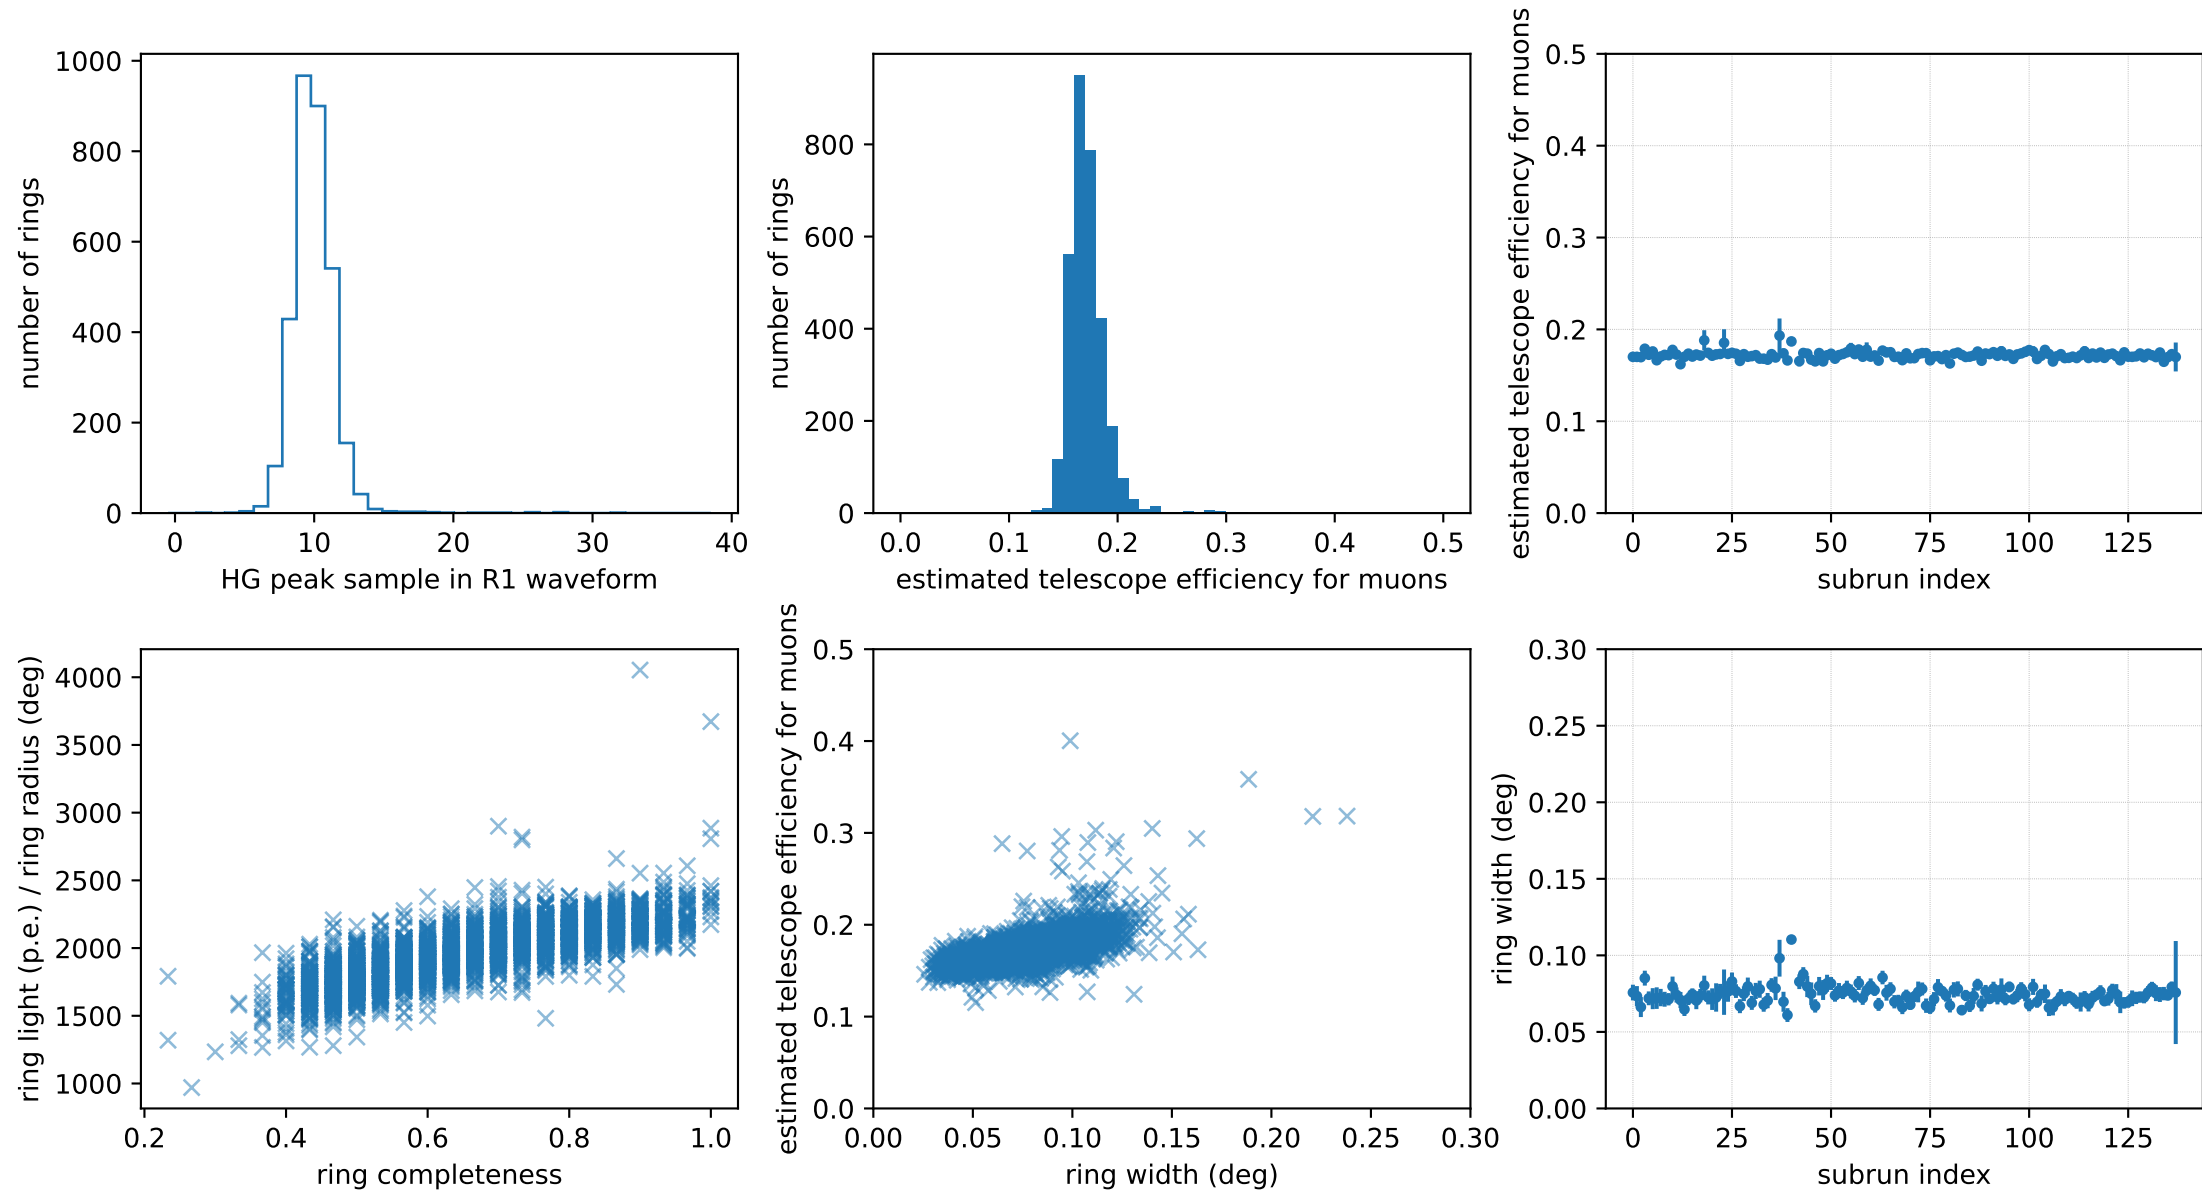 1000
800
600
400
200
0
number of rings
0 10 20 30 40
HG peak sample in R1 waveform
800
600
400
200
0
number of rings
0.0 0.1 0.2 0.3 0.4 0.5
estimated telescope efficiency for muons
0.5
0.4
0.3
0.2
0.1
0.0
estimated telescope efficiency for muons
0 25 50 75 100 125
subrun index
4000
3500
3000
2500
2000
1500
1000
ring light (p.e.) / ring radius (deg)
0.2 0.4 0.6 0.8 1.0
ring completeness
0.5
0.4
0.3
0.2
0.1
0.0
estimated telescope efficiency for muons
0.00 0.05 0.10 0.15 0.20 0.25 0.30
ring width (deg)
0.30
0.25
0.20
0.15
0.10
0.05
0.00
ring width (deg)
0 25 50 75 100 125
subrun index